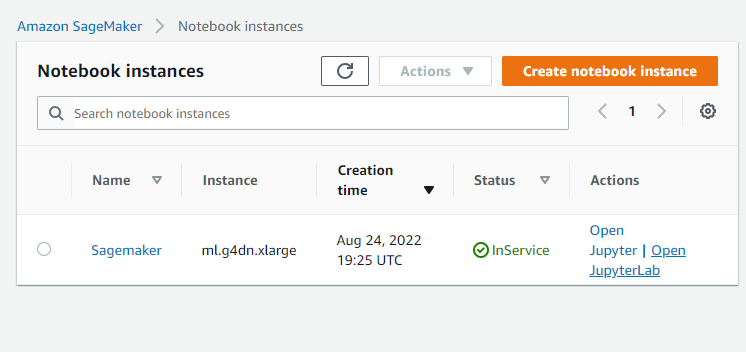 Amazon SageMaker > Notebook instances
Notebook instances
Actions
Create notebook instance
Search notebook instances
1
Name
Instance
Creation
time
Status
Actions
Sagemaker
ml.g4dn.xlarge
Aug 24, 2022
19:25 UTC
InService
Open
Jupyter | Open
JupyterLab